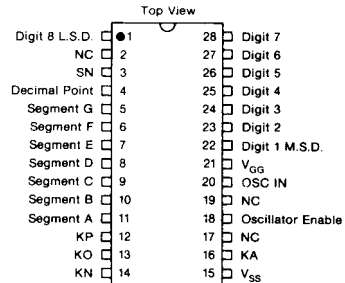 Top View
Digit 8 L.S.D. 1 28 Digit 7
NC 2 27 Digit 6
SN 3 26 Digit 5
Decimal Point 4 25 Digit 4
Segment G 5 24 Digit 3
Segment F 6 23 Digit 2
Segment E 7 22 Digit 1 M.S.D.
Segment D 8 21 VGG
Segment C 9 20 OSC IN
Segment B 10 19 NC
Segment A 11 18 Oscillator Enable
KP 12 17 NC
KO 13 16 KA
KN 14 15 VSS